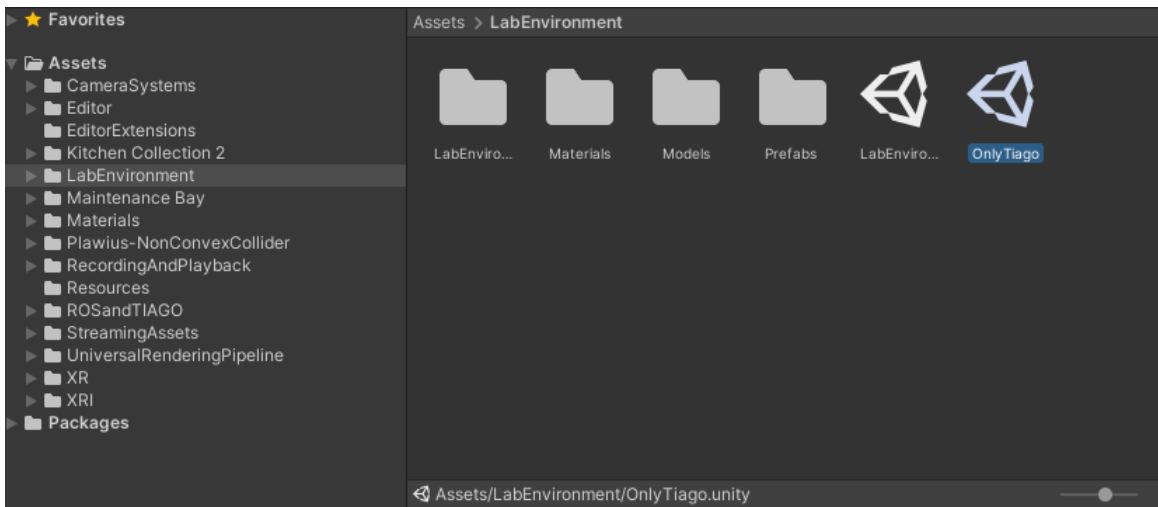 Favorites
Assets
CameraSystems
Editor
EditorExtensions
Kitchen Collection 2
LabEnvironment
Maintenance Bay
Materials
Plawius-NonConvexCollider
RecordingAndPlayback
Resources
ROSandTIAGO
StreamingAssets
UniversalRenderingPipeline
XR
XRI
Packages
Assets > LabEnvironment
LabEnviro... Materials Models Prefabs LabEnviro... OnlyTiago
Assets/LabEnvironment/OnlyTiago.unity